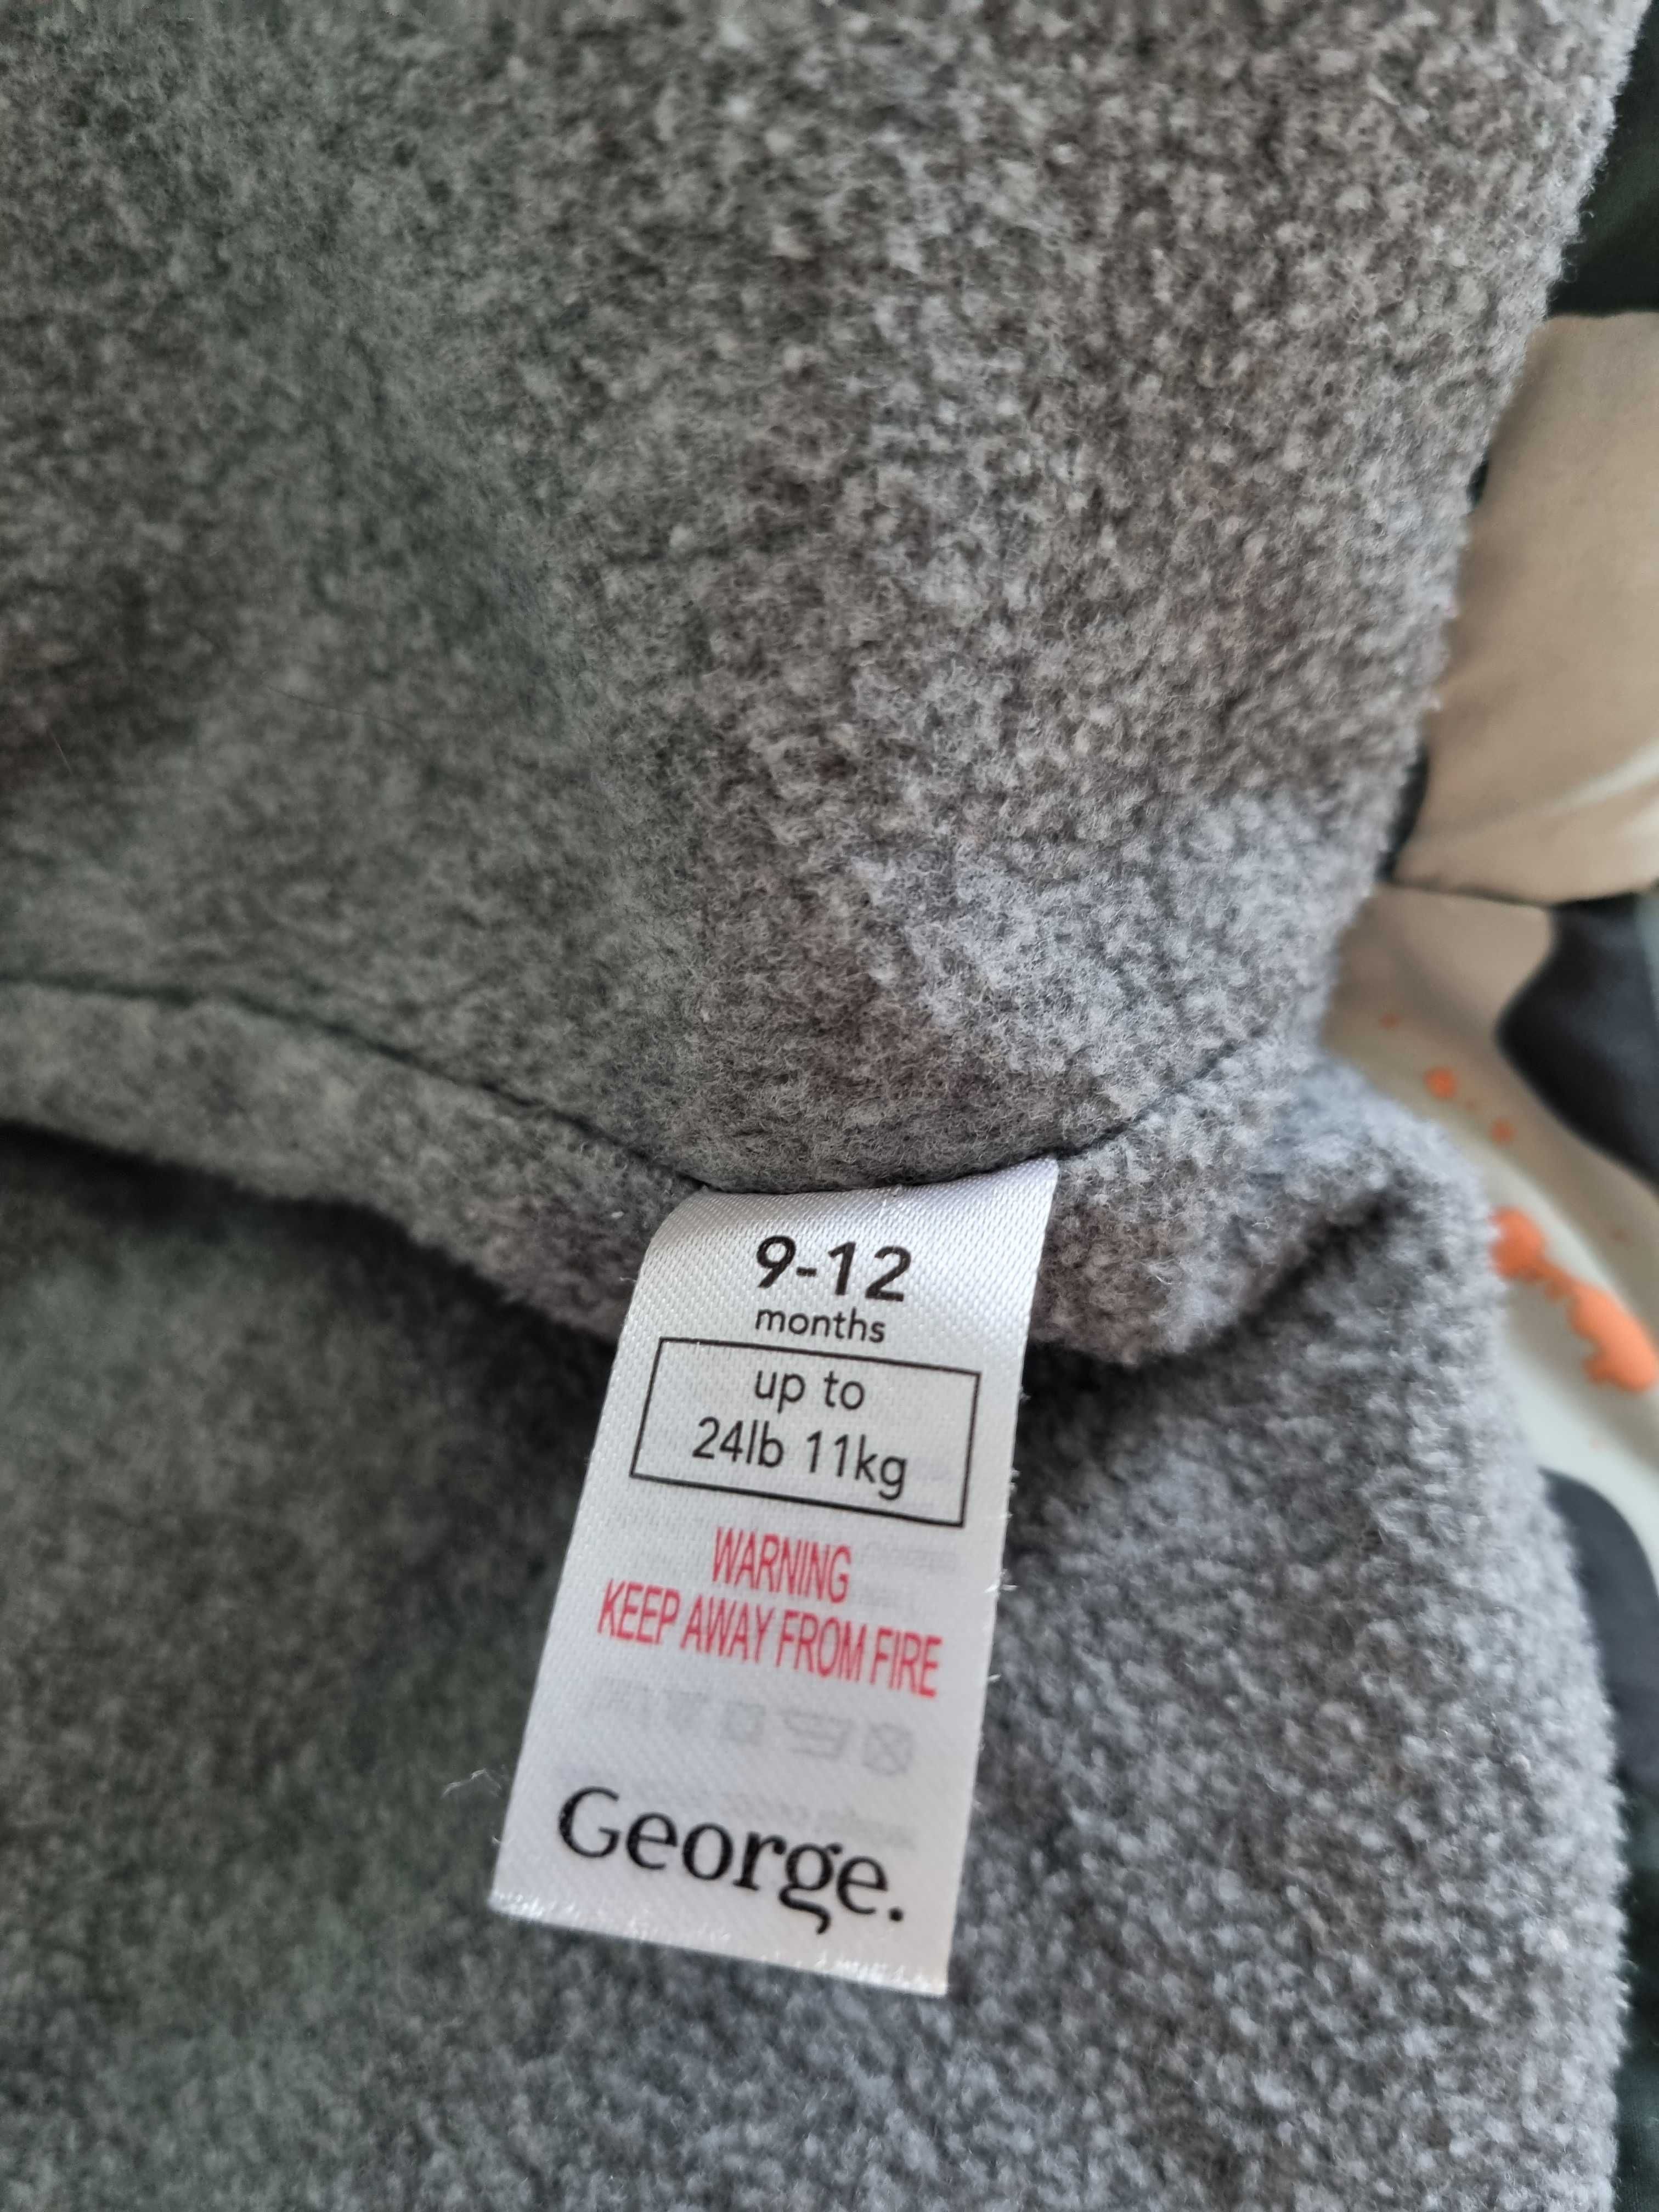 9-12
months
up to
24lb 11kg
WARNING
KEEP AWAY FROM FIRE
George.